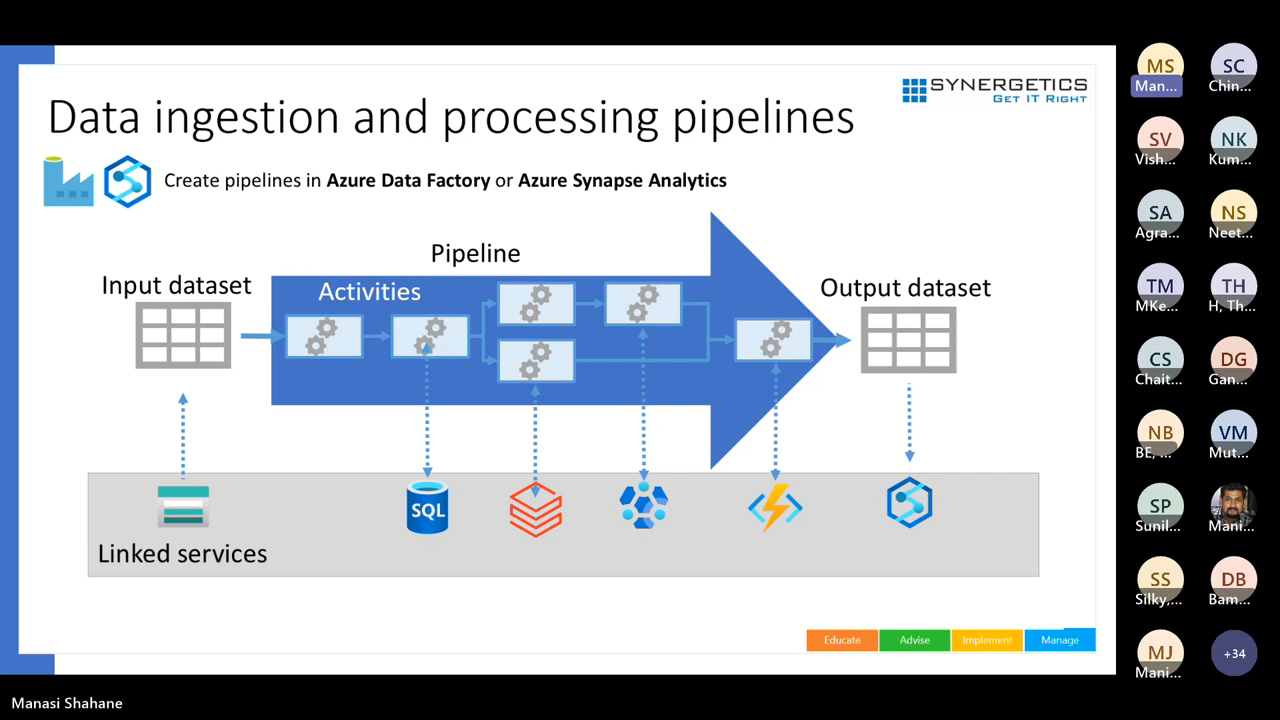 SYNERGETICS
GET IT RIGHT
Data ingestion and processing pipelines
Create pipelines in Azure Data Factory or Azure Synapse Analytics
Pipeline
Input dataset
Activities
Output dataset
SQL
Linked services
Educate
Advise
Implement
Manage
MS
Man...
SC
Chin...
SV
Vish...
NK
Kum...
SA
Agra...
NS
Neet...
TM
MKe...
TH
H, Th...
CS
Chait...
DG
Gan...
NB
BE, ...
VM
Mut...
SP
Sunil...
Mani...
SS
Silky,...
DB
Bam...
MJ
Mani...
+34
Manasi Shahane